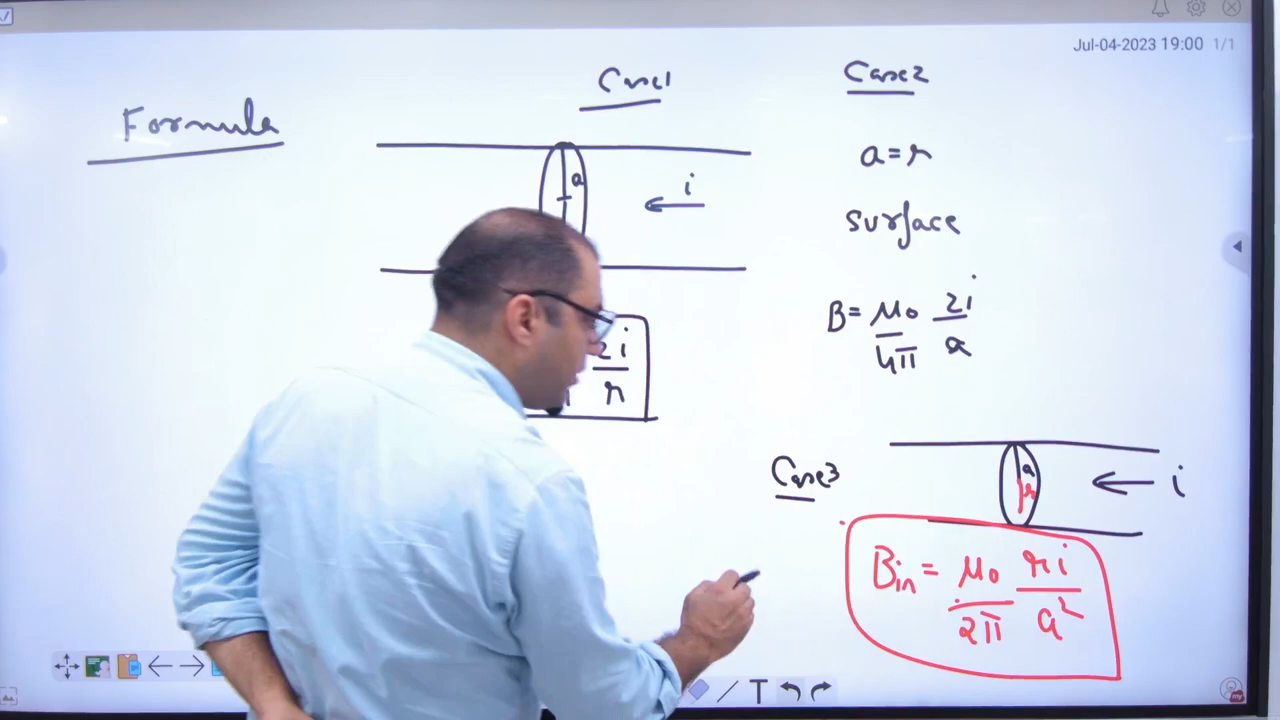 Jul-04-2023 19:00 1/1
Formula
Case1
a
i
2i
r
Case2
a=r
surface
B= μ0 2i
4π a
Case3
a
r
i
Bin= μ0 ri
2π a²
T